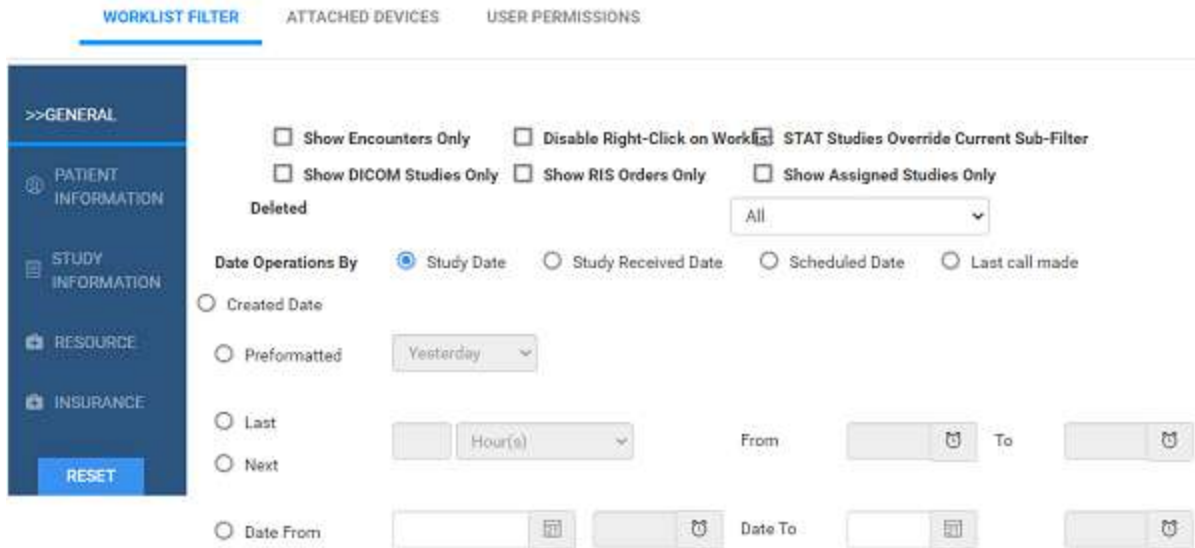 WORKLIST FILTER ATTACHED DEVICES USER PERMISSIONS
>>GENERAL
PATIENT
INFORMATION
STUDY
INFORMATION
RESOURCE
INSURANCE
RESET
Show Encounters Only Disable Right-Click on Worklist STAT Studies Override Current Sub-Filter
Show DICOM Studies Only Show RIS Orders Only Show Assigned Studies Only
Deleted All
Date Operations By Study Date Study Received Date Scheduled Date Last call made
Created Date
Preformatted Yesterday
Last
Hour(s) From To
Next
Date From Date To